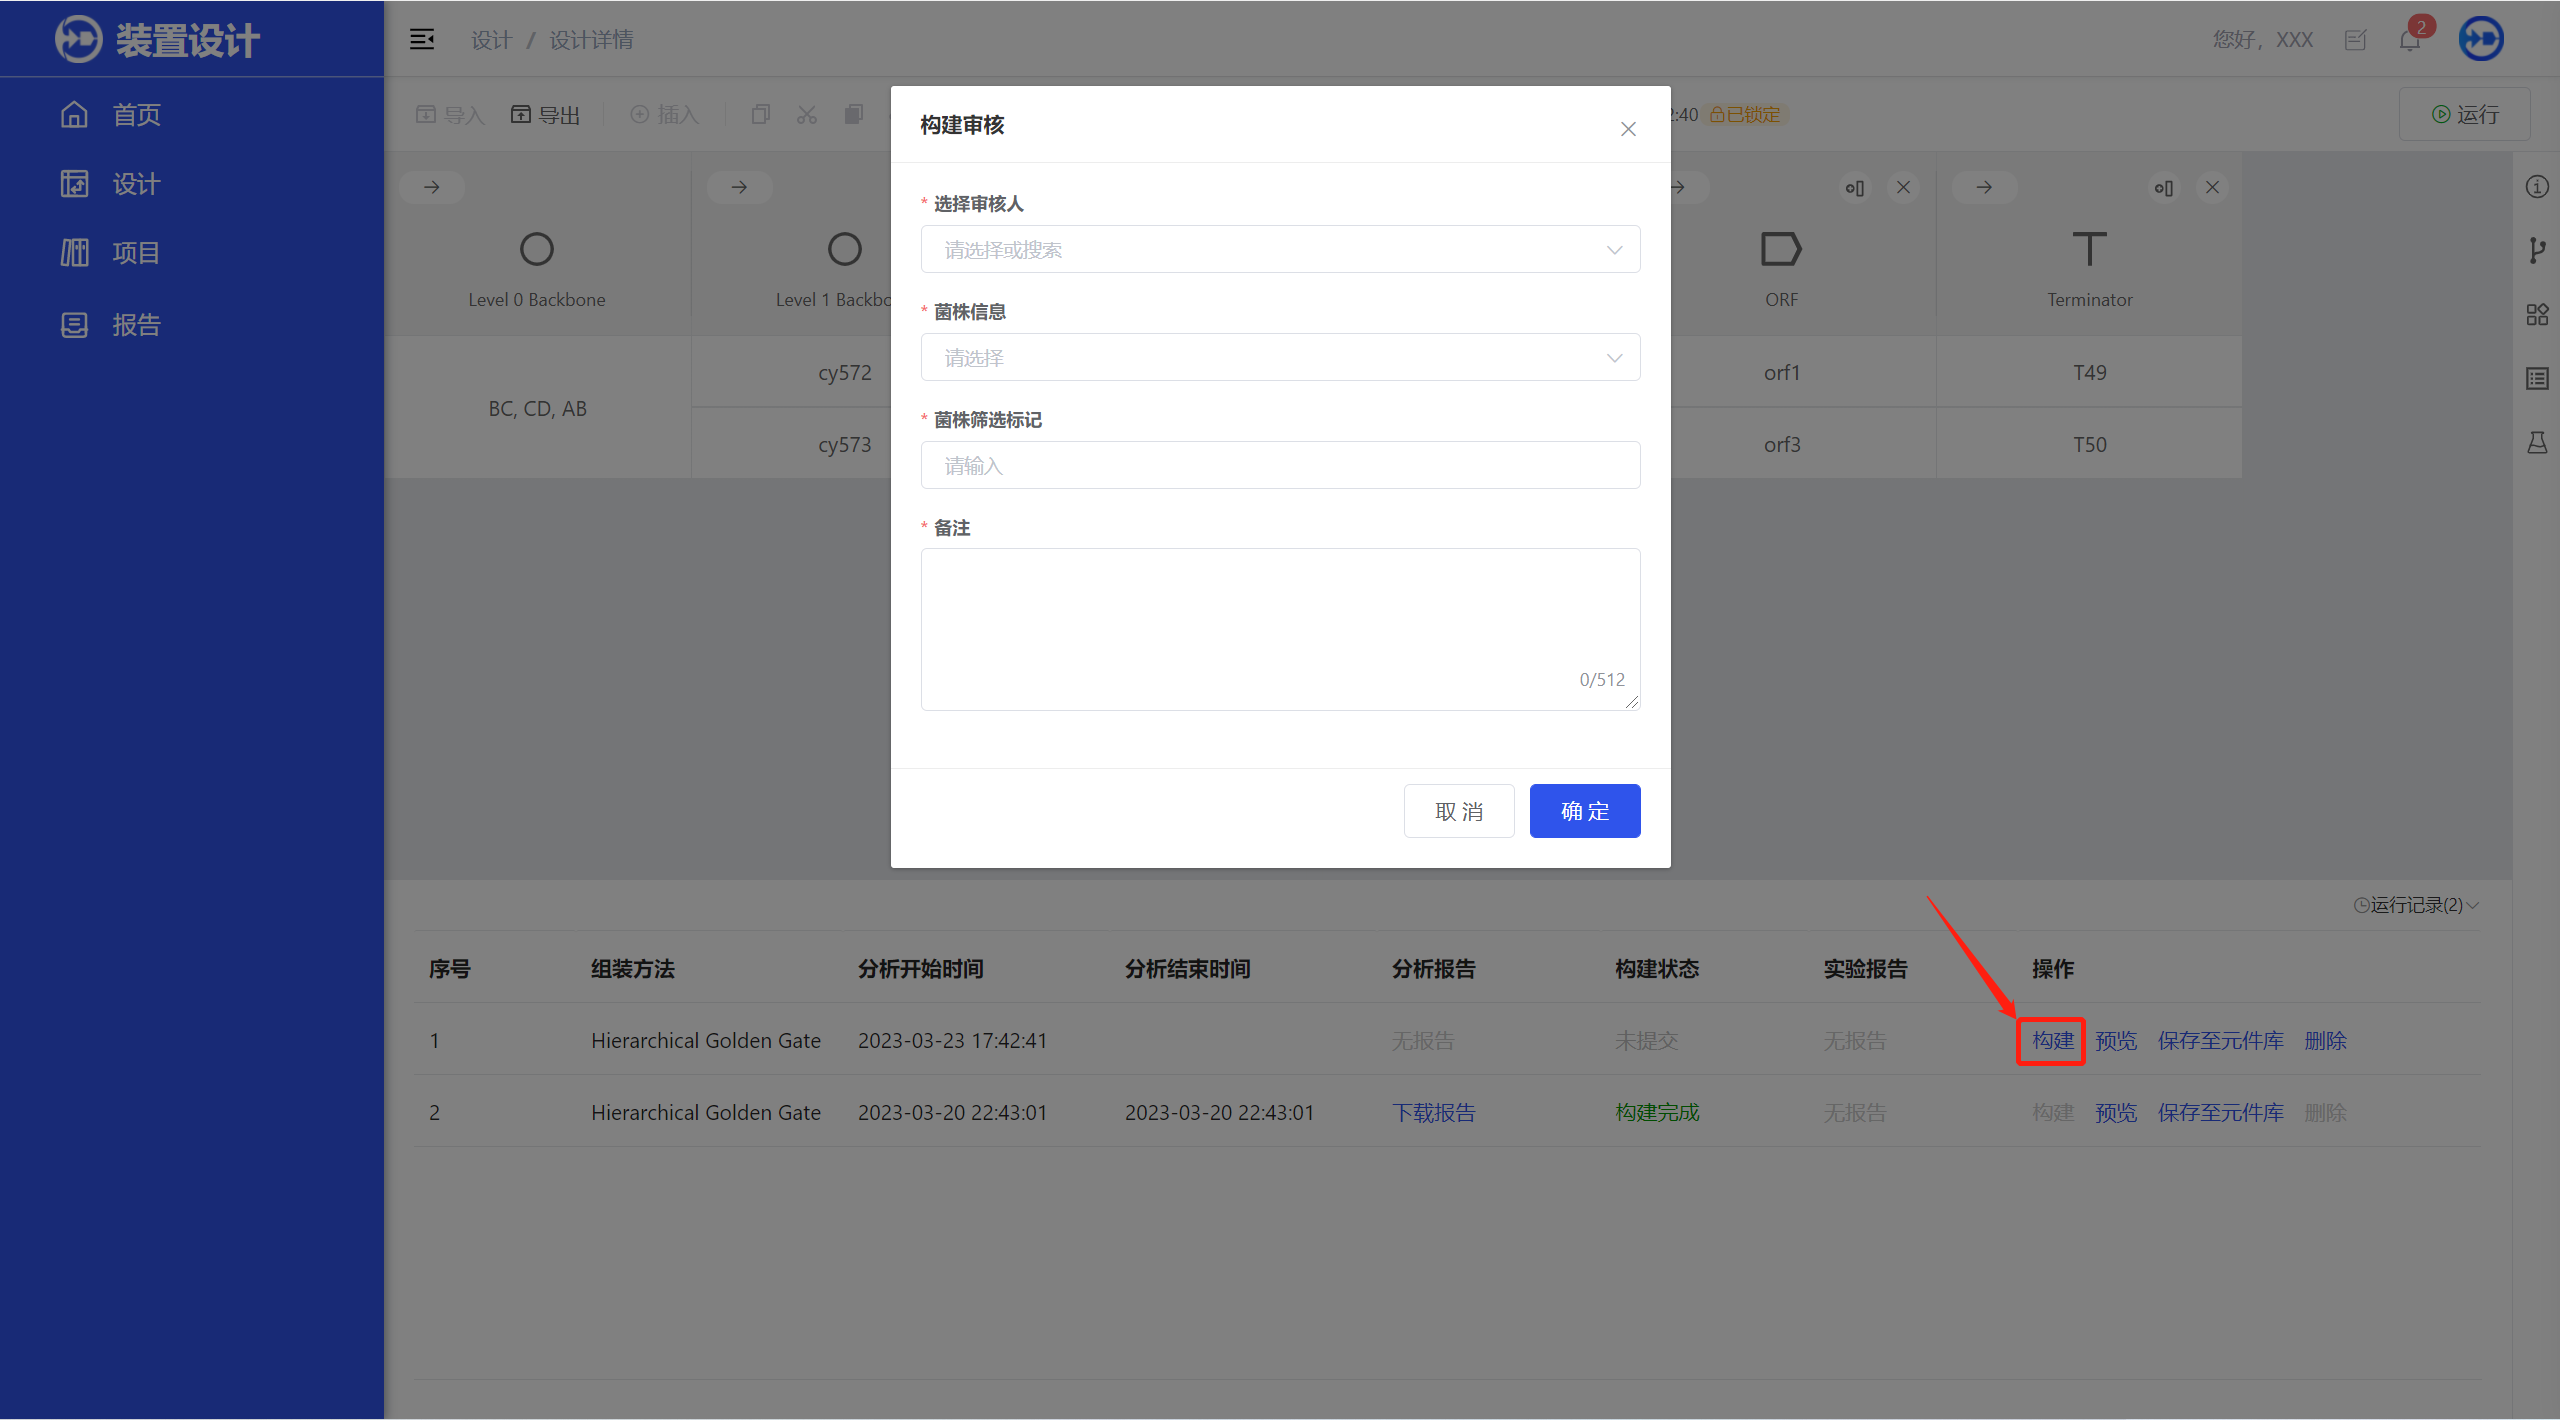 装置设计
设计 / 设计详情
您好，XXX
2
首页
设计
项目
报告
导入 导出 插入
:40 已锁定
运行
构建审核
* 选择审核人
请选择或搜索
* 菌株信息
请选择
* 菌株筛选标记
请输入
* 备注
0/512
取 消 确 定
Level 0 Backbone Level 1 Backbo ORF Terminator
BC, CD, AB
cy572 orf1 T49
cy573 orf3 T50
运行记录(2)
序号 组装方法 分析开始时间 分析结束时间 分析报告 构建状态 实验报告 操作
1 Hierarchical Golden Gate 2023-03-23 17:42:41 无报告 未提交 无报告 构建 预览 保存至元件库 删除
2 Hierarchical Golden Gate 2023-03-20 22:43:01 2023-03-20 22:43:01 下载报告 构建完成 无报告 构建 预览 保存至元件库 删除